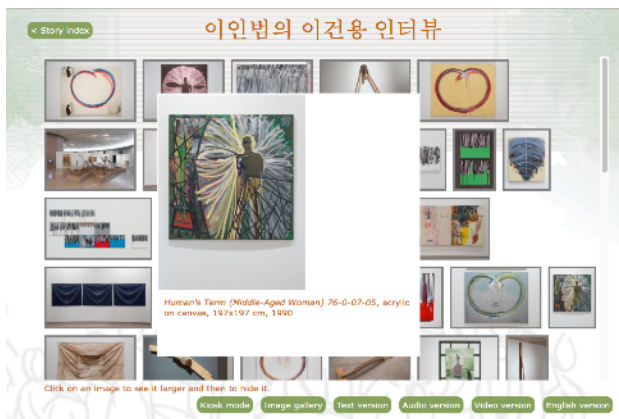 < Story index
이인범의 이건용 인터뷰
Human's Term (Middle-Aged Woman) 76-0-07-05, acrylic
on canvas, 197x197 cm, 1990
Click on an image to see it larger and then to hide it.
Kiosk mode
Image gallery
Text version
Audio version
Video version
English version